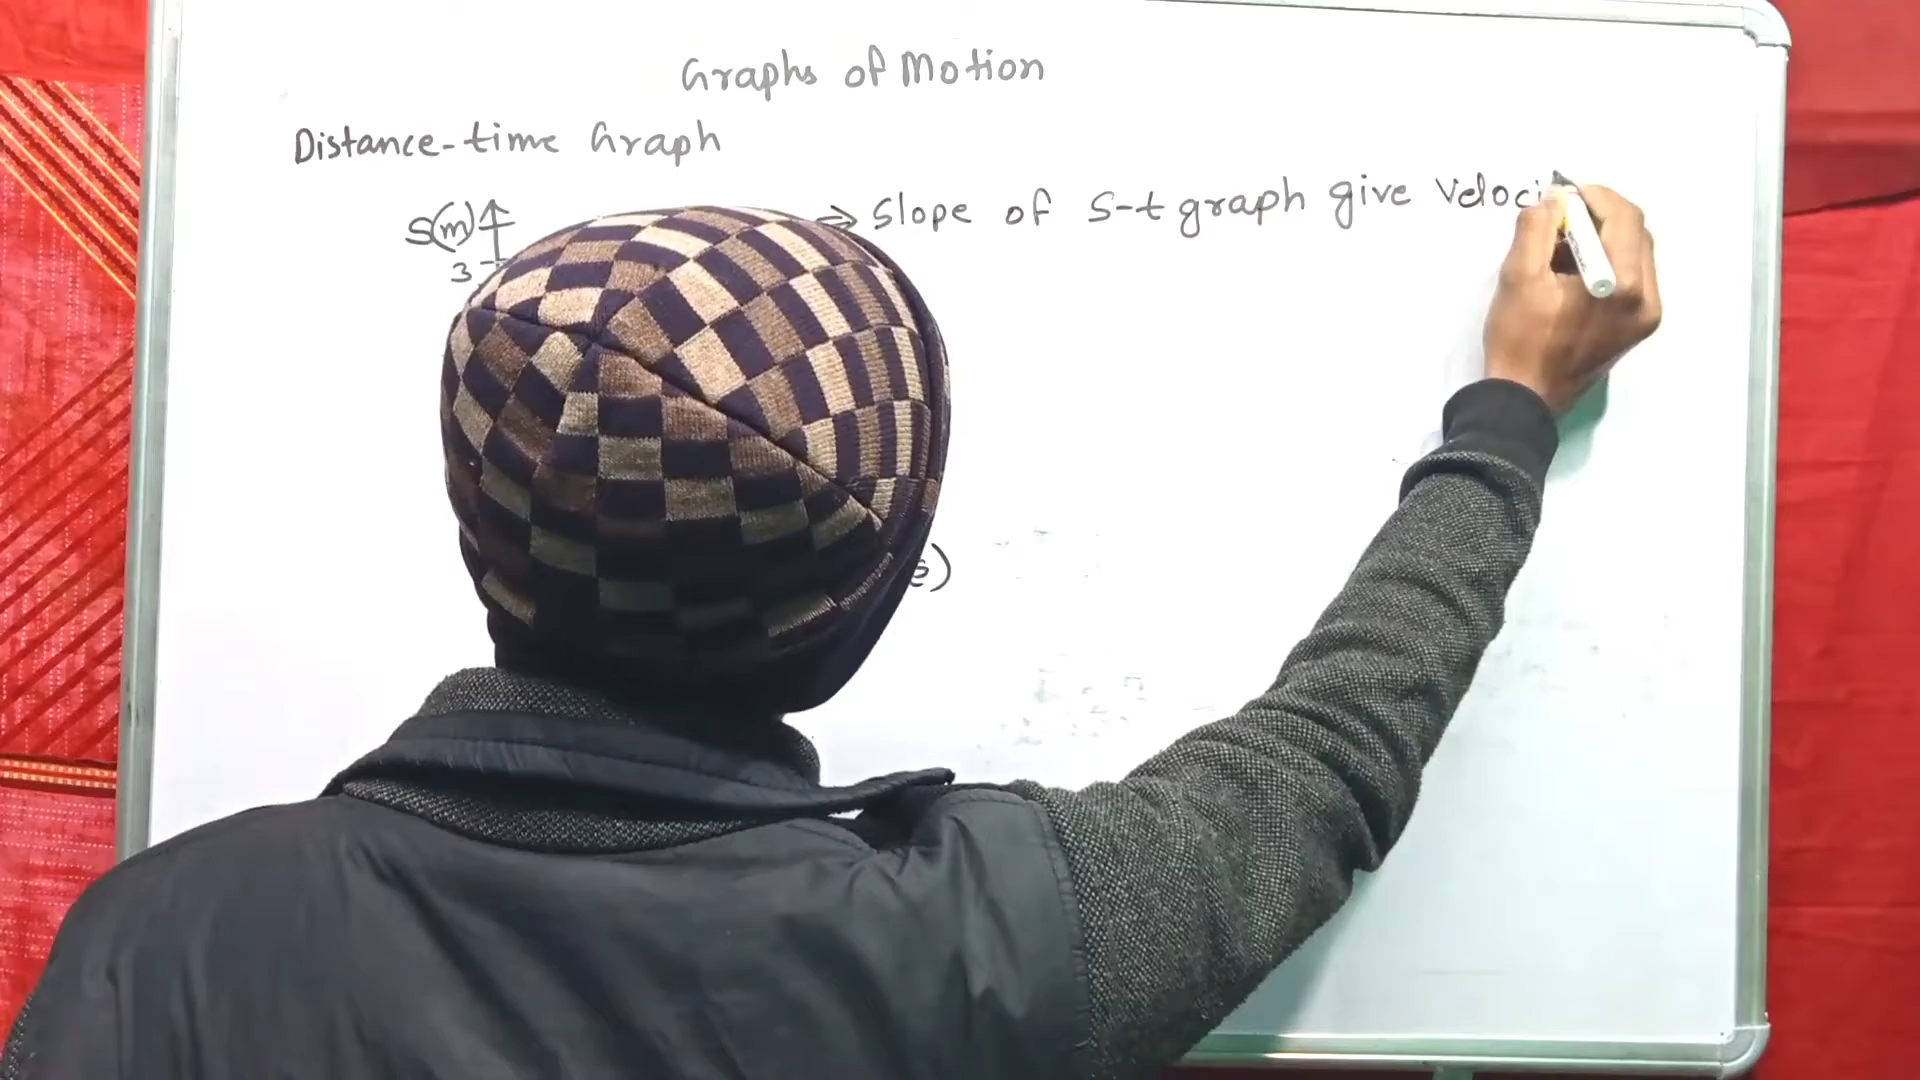 Graphs of Motion
Distance-time Graph
⇒ Slope of S-t graph give Veloci
S(m)
3
s)